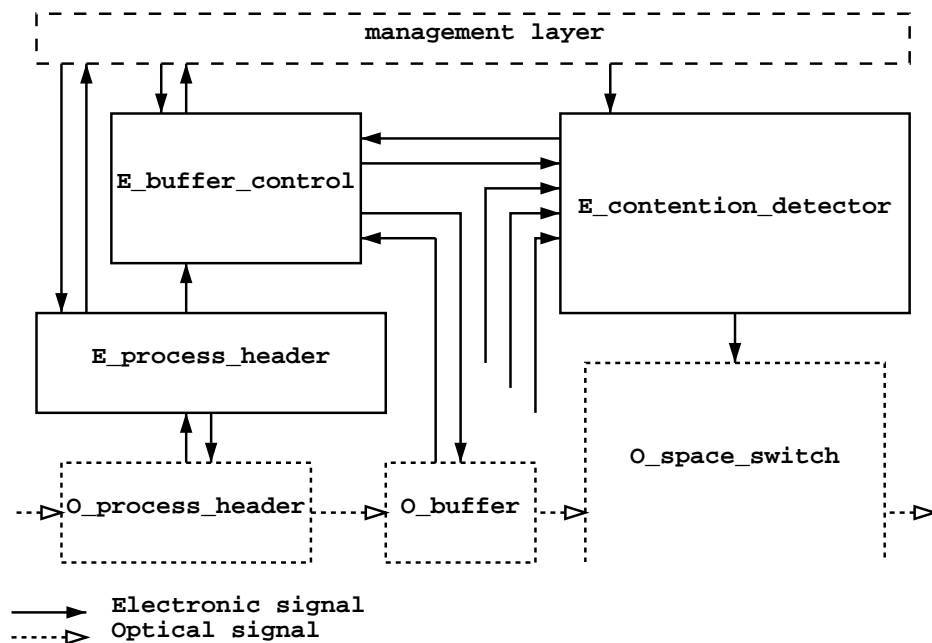 management layer
E_buffer_control
E_contention_detector
E_process_header
O_space_switch
O_process_header
O_buffer
Electronic signal
Optical signal